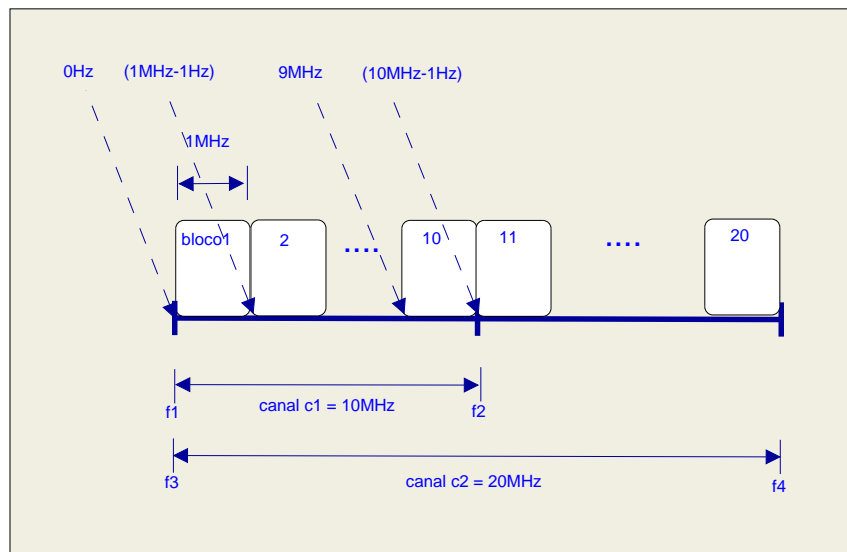 0Hz (1MHz-1Hz) 9MHz (10MHz-1Hz)
1MHz
bloco1 2 .... 10 11 .... 20
canal c1 = 10MHz
f1 f2
canal c2 = 20MHz
f3 f4